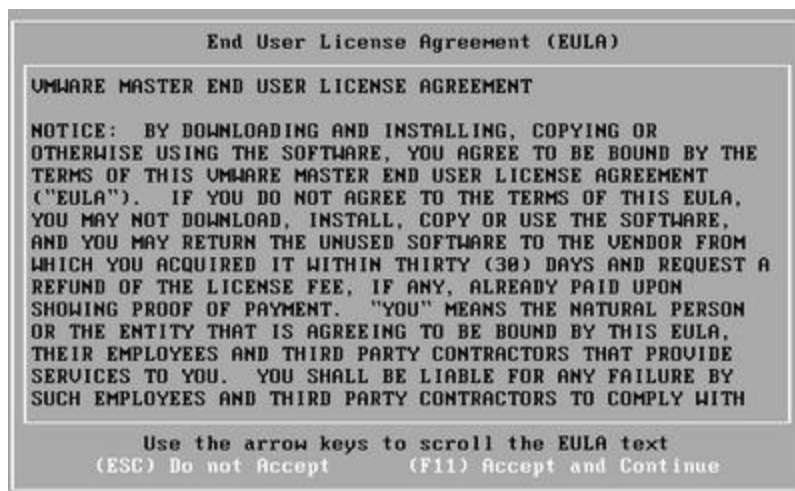 End User License Agreement (EULA)
VMWARE MASTER END USER LICENSE AGREEMENT
NOTICE:  BY DOWNLOADING AND INSTALLING, COPYING OR
OTHERWISE USING THE SOFTWARE, YOU AGREE TO BE BOUND BY THE
TERMS OF THIS VMWARE MASTER END USER LICENSE AGREEMENT
("EULA").  IF YOU DO NOT AGREE TO THE TERMS OF THIS EULA,
YOU MAY NOT DOWNLOAD, INSTALL, COPY OR USE THE SOFTWARE,
AND YOU MAY RETURN THE UNUSED SOFTWARE TO THE VENDOR FROM
WHICH YOU ACQUIRED IT WITHIN THIRTY (30) DAYS AND REQUEST A
REFUND OF THE LICENSE FEE, IF ANY, ALREADY PAID UPON
SHOWING PROOF OF PAYMENT.  "YOU" MEANS THE NATURAL PERSON
OR THE ENTITY THAT IS AGREEING TO BE BOUND BY THIS EULA,
THEIR EMPLOYEES AND THIRD PARTY CONTRACTORS THAT PROVIDE
SERVICES TO YOU.  YOU SHALL BE LIABLE FOR ANY FAILURE BY
SUCH EMPLOYEES AND THIRD PARTY CONTRACTORS TO COMPLY WITH
Use the arrow keys to scroll the EULA text
(ESC) Do not Accept (F11) Accept and Continue